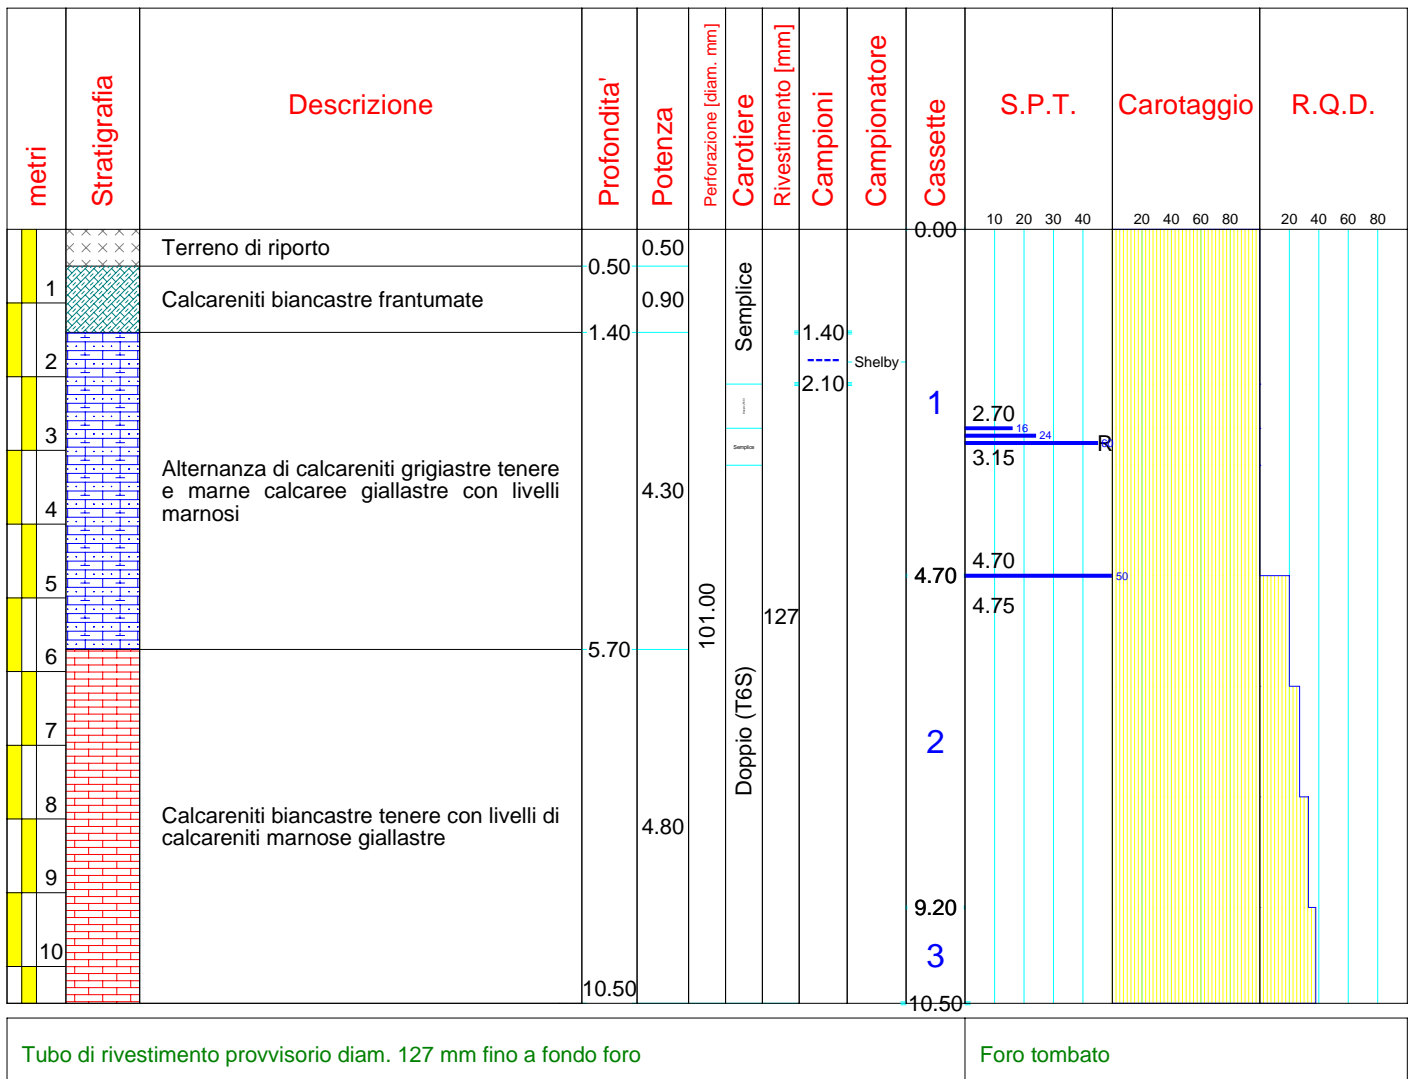 metri
Stratigrafia
Descrizione
Profondita'
Potenza
Perforazione [diam. mm]
Carotiere
Rivestimento [mm]
Campioni
Campionatore
Cassette
S.P.T.
Carotaggio
R.Q.D.
10 20 30 40
20 40 60 80
20 40 60 80
0.00
Terreno di riporto
0.50
0.50
1
Calcareniti biancastre frantumate
0.90
1.40
Semplice
1.40
2
Shelby
2.10
1
2.70
16
24
3
Semplice
R
3.15
Alternanza di calcareniti grigiastre tenere
e marne calcaree giallastre con livelli
marnosi
4.30
4
4.70
5
4.70
50
4.75
101.00
127
5.70
6
Doppio (T6S)
7
2
8
Calcareniti biancastre tenere con livelli di
calcareniti marnose giallastre
4.80
9
9.20
10
3
10.50
10.50
Tubo di rivestimento provvisorio diam. 127 mm fino a fondo foro
Foro tombato